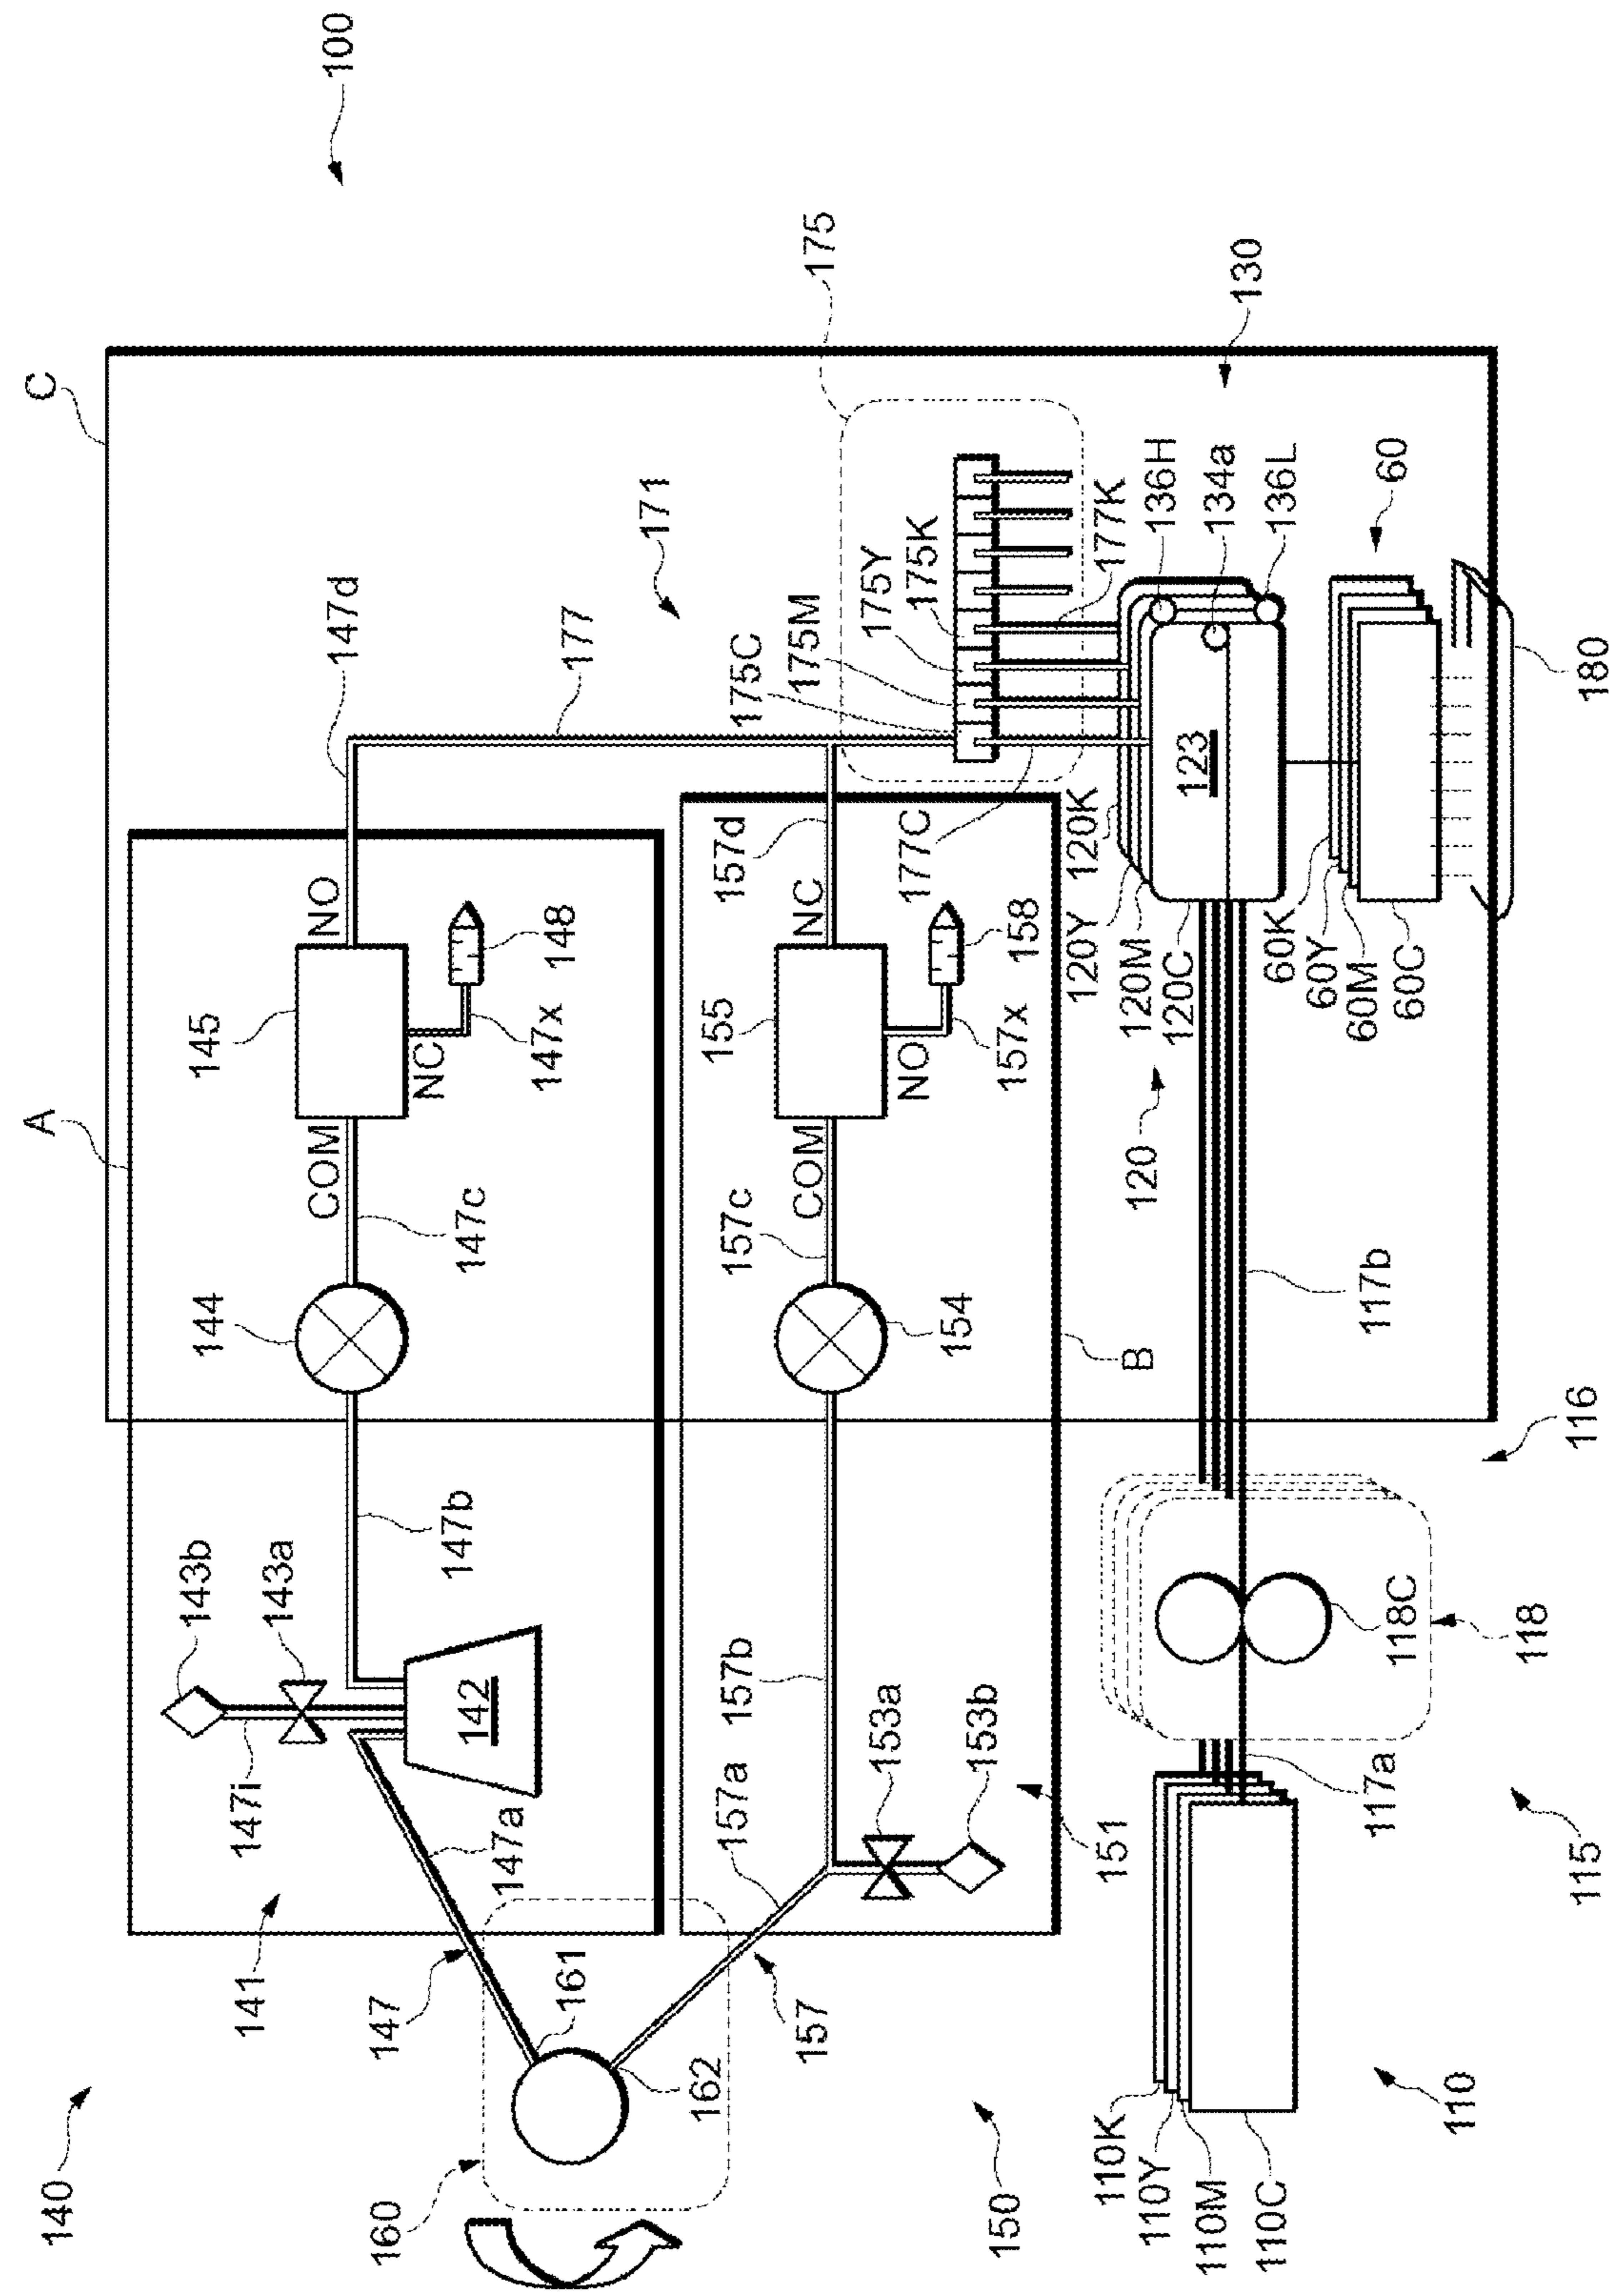 100
C
A
140
141
147i
143b
143a
144
145
COM
NO
NC
148
147x
147d
147c
147b
142
147a
147
161
162
160
177
171
175
175C
175M
175Y
175K
177K
177C
157d
NC
155
COM
NO
158
157x
157c
154
B
157b
157a
153a
153b
151
157
150
130
136H
134a
136L
123
120K
120Y
120M
120C
120
60
60K
60Y
60M
60C
180
117b
116
118C
118
117a
115
110K
110Y
110M
110C
110